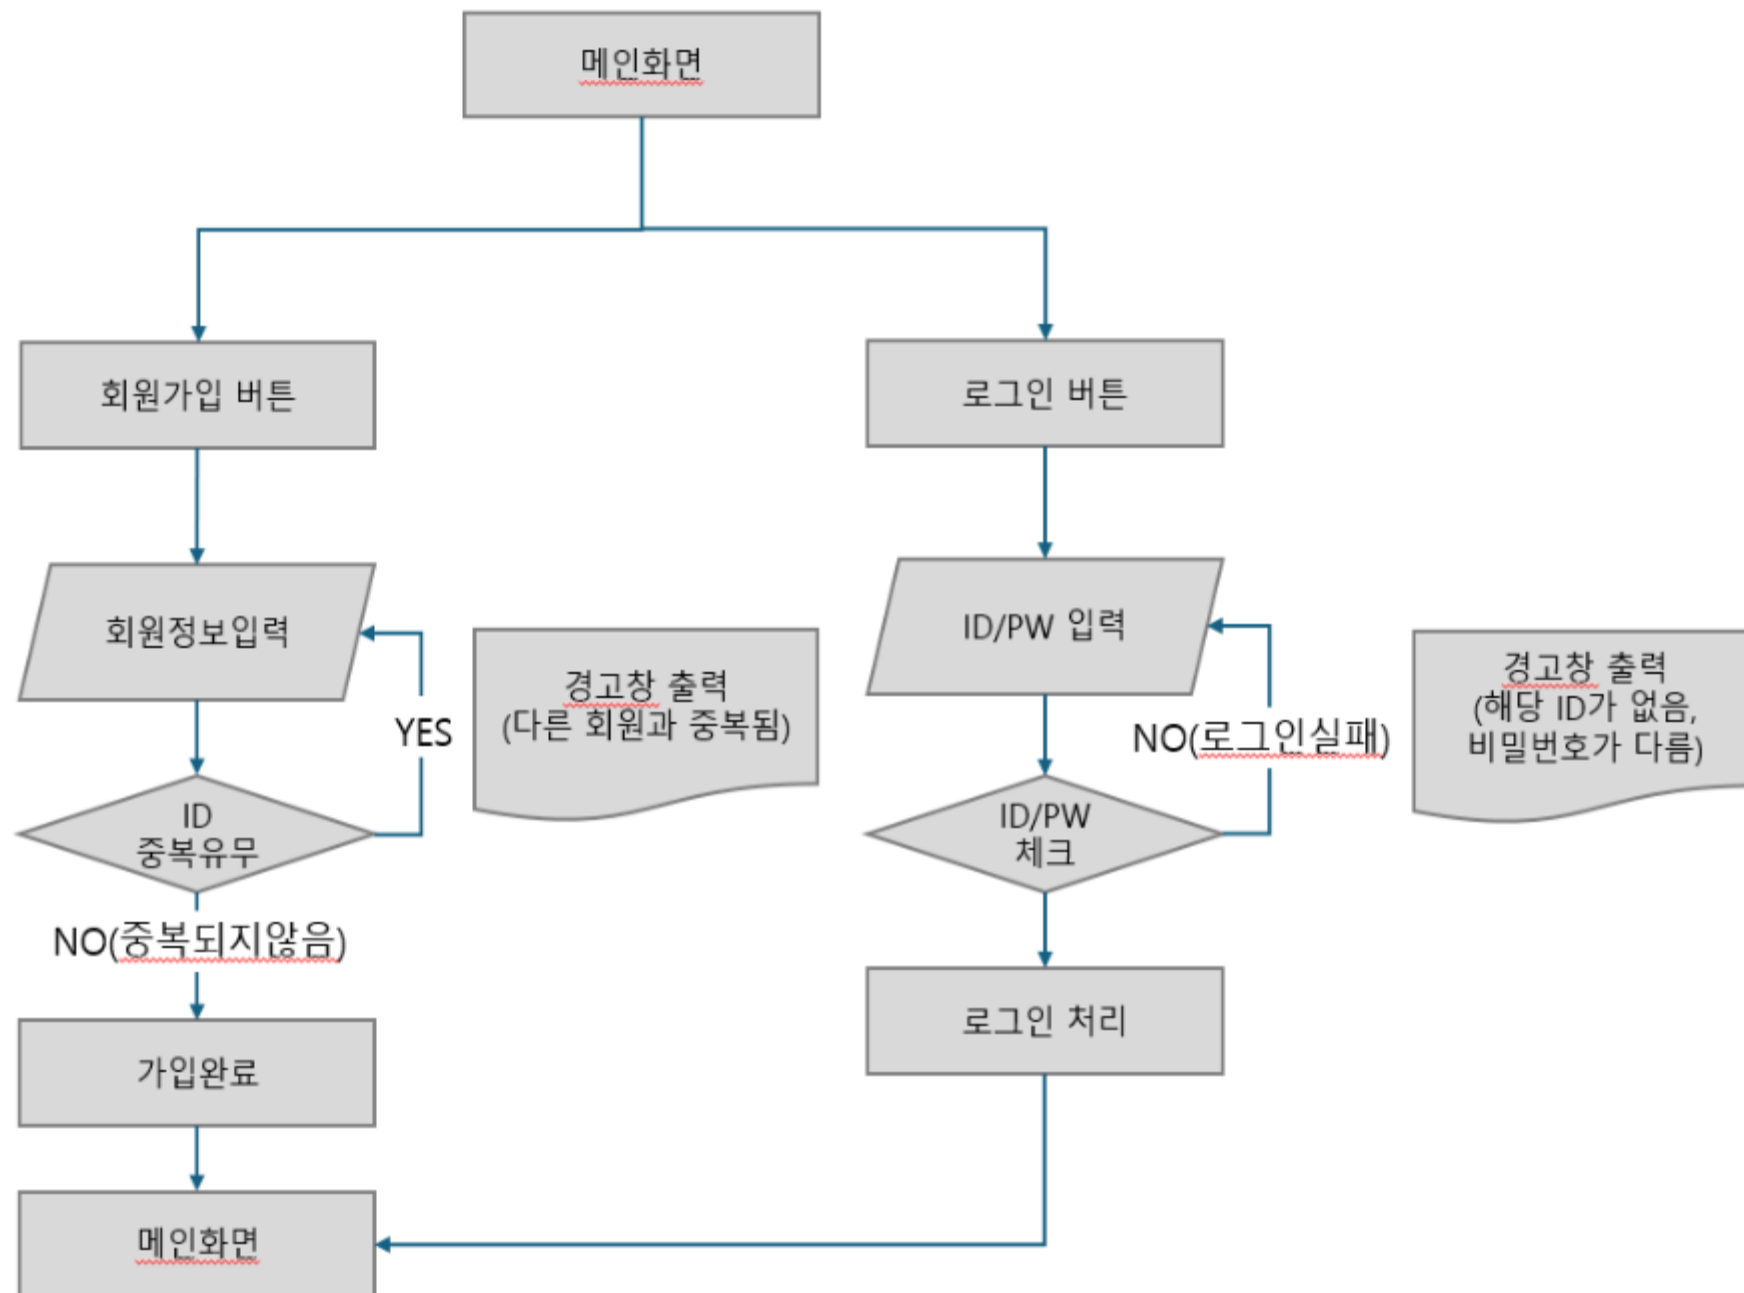 메인화면
회원가입 버튼
로그인 버튼
회원정보입력
ID/PW 입력
YES
경고창 출력
(다른 회원과 중복됨)
NO(로그인실패)
경고창 출력
(해당 ID가 없음,
비밀번호가 다름)
ID
중복유무
ID/PW
체크
NO(중복되지않음)
로그인 처리
가입완료
메인화면